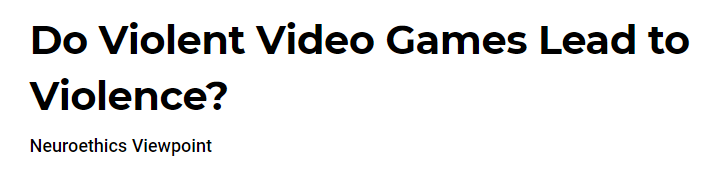 Do Violent Video Games Lead to
Violence?
Neuroethics Viewpoint